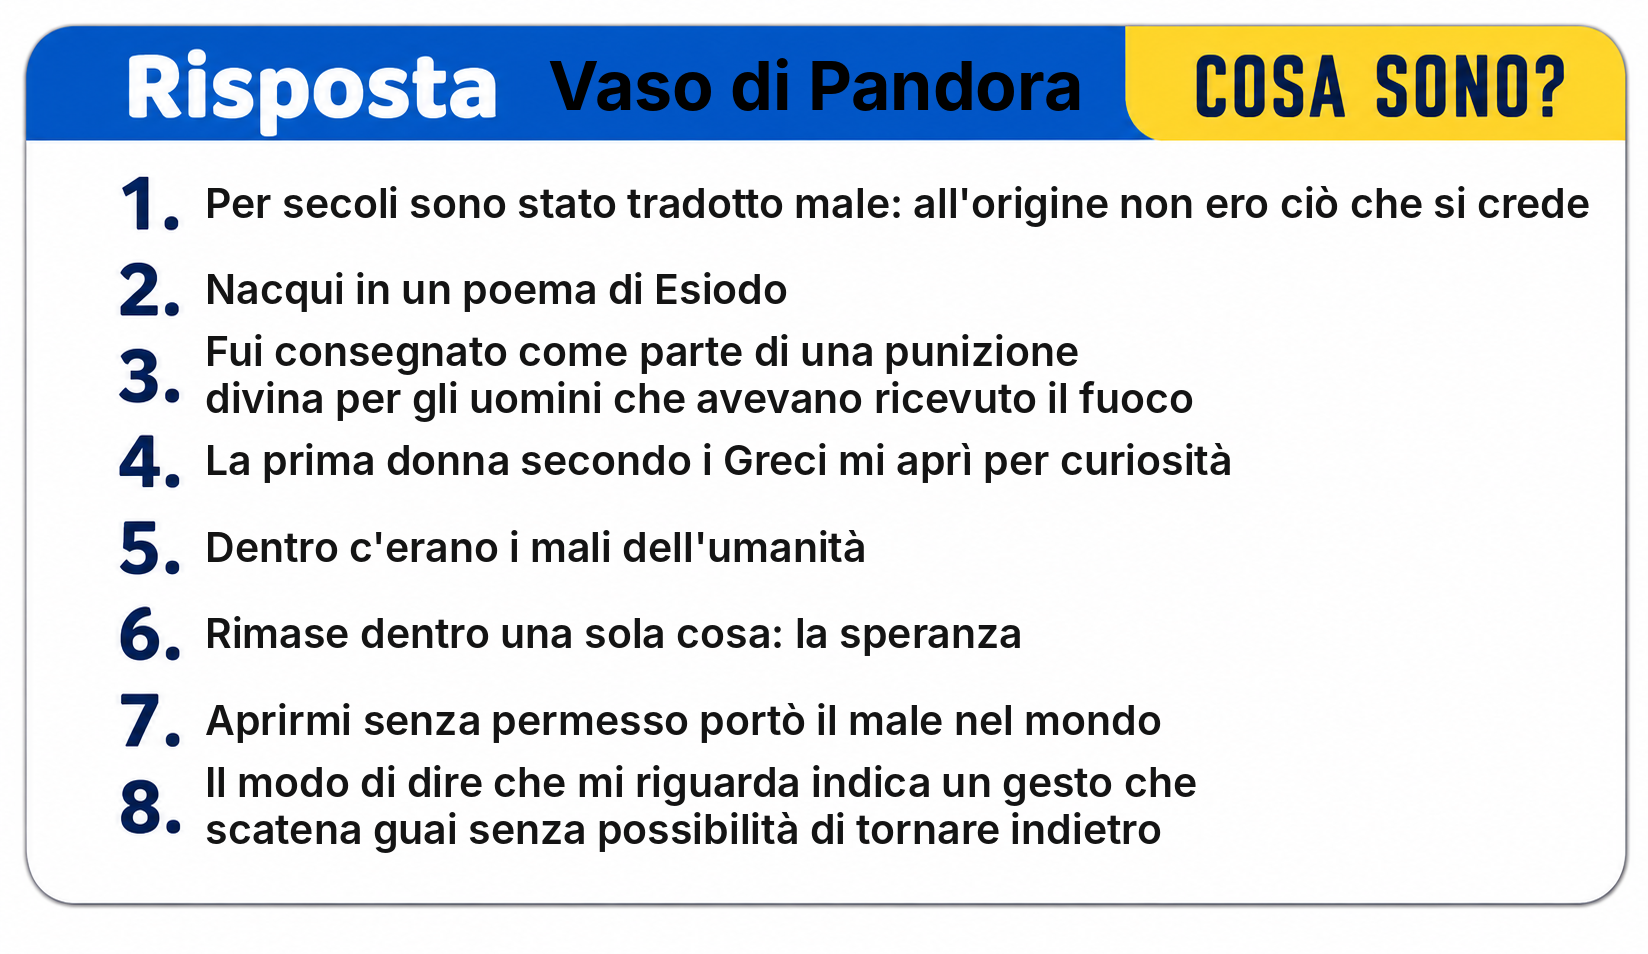 Risposta Vaso di Pandora COSA SONO?
1. Per secoli sono stato tradotto male: all'origine non ero ciò che si crede
2. Nacqui in un poema di Esiodo
3. Fui consegnato come parte di una punizione
divina per gli uomini che avevano ricevuto il fuoco
4. La prima donna secondo i Greci mi aprì per curiosità
5. Dentro c'erano i mali dell'umanità
6. Rimase dentro una sola cosa: la speranza
7. Aprirmi senza permesso portò il male nel mondo
8. Il modo di dire che mi riguarda indica un gesto che
scatena guai senza possibilità di tornare indietro